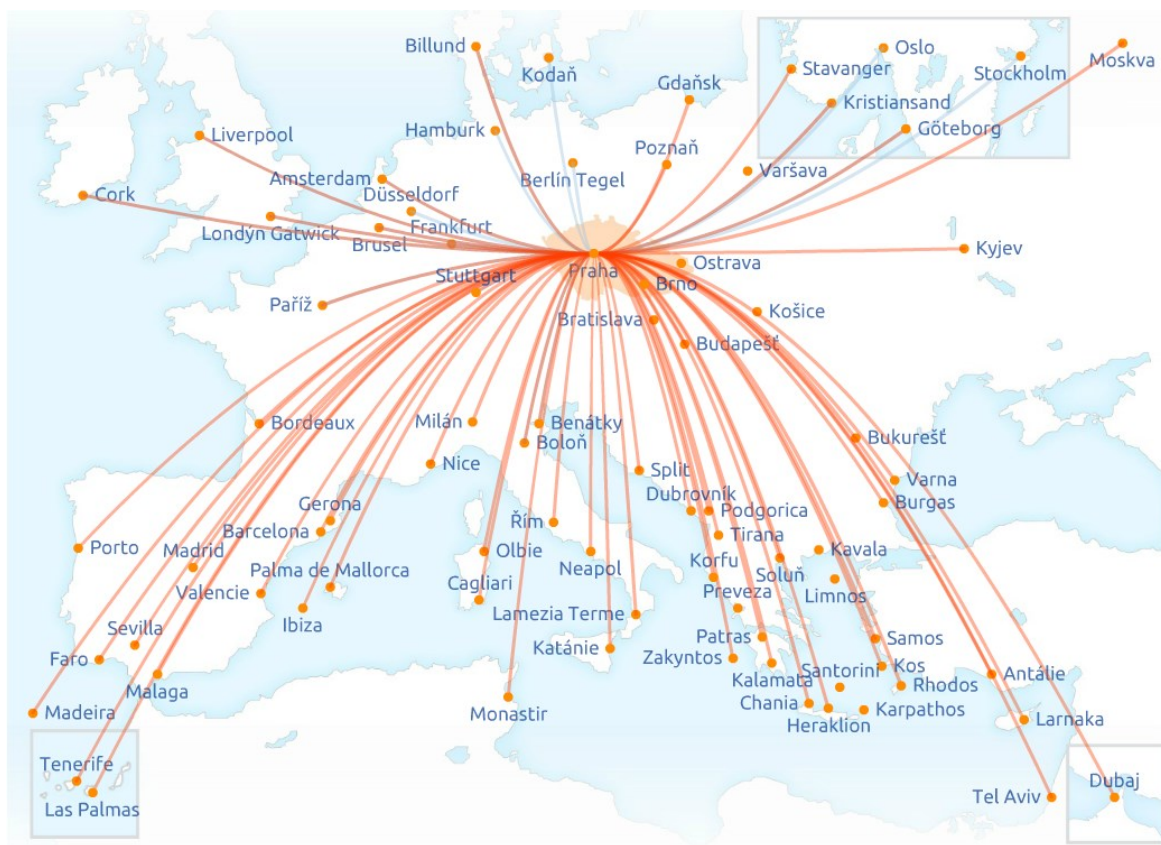 Billund
Kodaň
Gdaňsk
Stavanger
Oslo
Stockholm
Moskva
Kristiansand
Göteborg
Liverpool
Hamburk
Poznaň
Varšava
Berlín Tegel
Amsterdam
Düsseldorf
Cork
Londýn Gatwick
Frankfurt
Brusel
Kyjev
Praha
Ostrava
Brno
Stuttgart
Paříž
Bratislava
Košice
Budapešť
Bordeaux
Milán
Benátky
Boloň
Bukurešť
Nice
Split
Varna
Dubrovník
Podgorica
Burgas
Gerona
Barcelona
Řím
Tirana
Porto
Madrid
Olbie
Kavala
Palma de Mallorca
Neapol
Korfu
Soluň
Valencie
Cagliari
Preveza
Limnos
Ibiza
Lamezia Terme
Sevilla
Patras
Samos
Katánie
Faro
Zakyntos
Kalamata
Santorini
Kos
Antálie
Malaga
Rhodos
Monastir
Chania
Karpathos
Madeira
Heraklion
Larnaka
Tenerife
Las Palmas
Tel Aviv
Dubaj